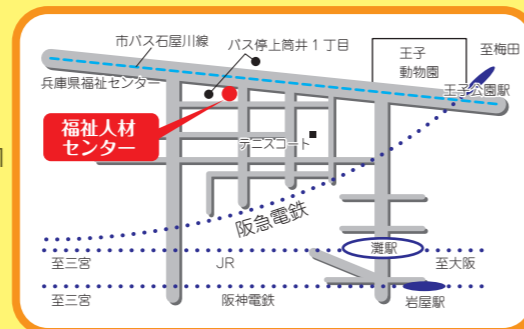 市バス石屋川線
バス停上筒井1丁目
王子
動物園
至梅田
兵庫県福祉センター
王子公園駅
福祉人材
センター
テニスコート
阪急電鉄
灘駅
至三宮
JR
至大阪
至三宮
阪神電鉄
岩屋駅